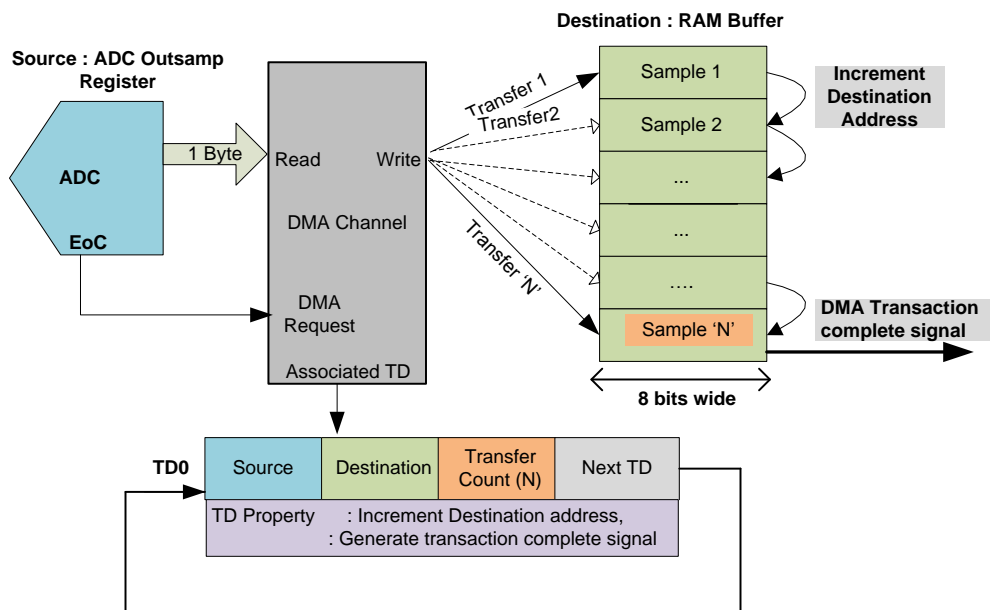 Destination : RAM Buffer
Source : ADC Outsamp
Register
ADC
EoC
1 Byte
Read
Write
DMA Channel
DMA
Request
Associated TD
Transfer 1
Transfer2
Transfer ‘N’
Sample 1
Sample 2
...
...
....
Sample ‘N’
Increment
Destination
Address
DMA Transaction
complete signal
8 bits wide
TD0
Source
Destination
Transfer
Count (N)
Next TD
TD Property : Increment Destination address,
: Generate transaction complete signal